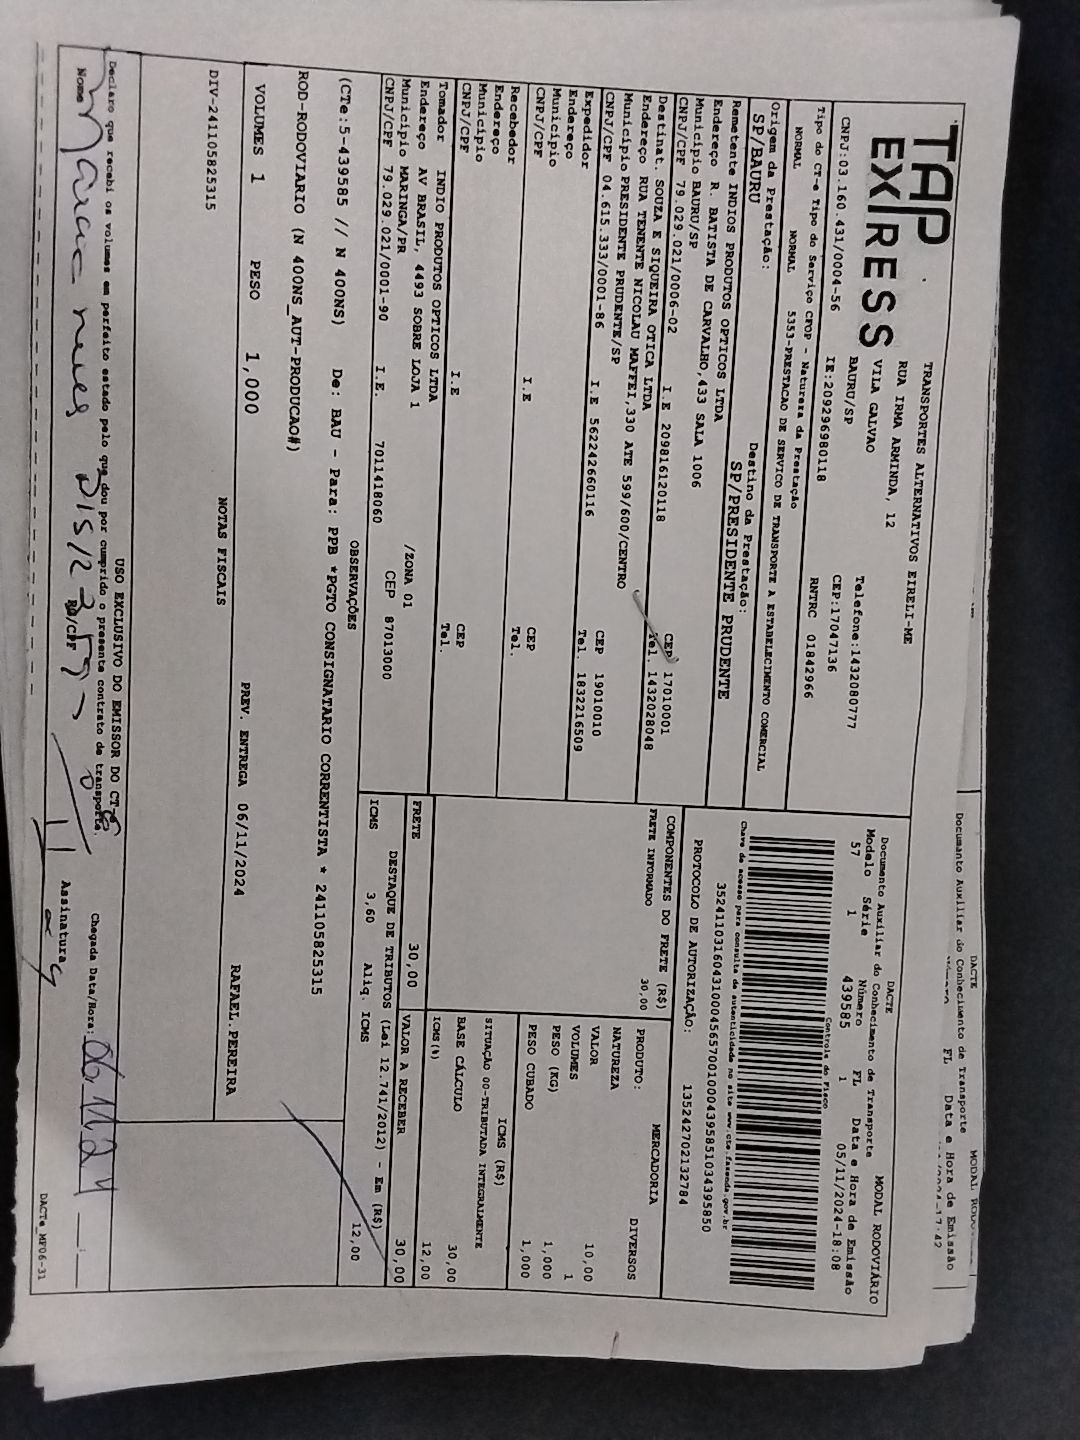 TAP EXPRESS
TRANSPORTES ALTERNATIVOS EIRELI-ME
RUA IRMA ARMINDA, 12
VILA GALVAO
BAURU/SP
Telefone:1432080777
CEP:17047136
CNPJ:03.160.431/0004-56 IE:209296980118 RNTRC 01842966
Tipo do CT-e Tipo do Serviço CFOP - Natureza da Prestação
NORMAL NORMAL 5353-PRESTACAO DE SERVICO DE TRANSPORTE A ESTABELECIMENTO COMERCIAL
Origem da Prestação: Destino da Prestação:
SP/BAURU SP/PRESIDENTE PRUDENTE
Remetente INDIOS PRODUTOS OPTICOS LTDA
Endereço R. BATISTA DE CARVALHO,433 SALA 1006
Município BAURU/SP CEP 17010001
CNPJ/CPF 79.029.021/0006-02 I.E 209816120118 Tel. 1432028048
Destinat. SOUZA E SIQUEIRA OTICA LTDA
Endereço RUA TENENTE NICOLAU MAFFEI,330 ATE 599/600/CENTRO
Município PRESIDENTE PRUDENTE/SP CEP 19010010
CNPJ/CPF 04.615.333/0001-86 I.E 562242660116 Tel. 1832216509
Expedidor
Endereço
Município CEP
CNPJ/CPF I.E Tel.
Recebedor
Endereço
Município CEP
CNPJ/CPF I.E Tel.
Tomador INDIO PRODUTOS OPTICOS LTDA
Endereço AV BRASIL, 4493 SOBRE LOJA 1 /ZONA 01
Município MARINGA/PR CEP 87013000
CNPJ/CPF 79.029.021/0001-90 I.E. 7011418060
DACTE
Documento Auxiliar do Conhecimento de Transporte MODAL RODOVIÁRIO
Modelo Série Número FL Data e Hora de Emissão
57 1 439585 1 05/11/2024-18:08
Controle do Fisco
Chave de acesso para consulta de autenticidade no site www.cte.fazenda.gov.br
35241103160431000456570010004395851034395850
PROTOCOLO DE AUTORIZAÇÃO: 135242702132784
COMPONENTES DO FRETE (R$)
FRETE INFORMADO 30,00
PRODUTO: MERCADORIA
NATUREZA DIVERSOS
VALOR 10,00
VOLUMES 1
PESO (KG) 1,000
PESO CUBADO 1,000
ICMS (R$)
SITUAÇÃO 00-TRIBUTADA INTEGRALMENTE
BASE CÁLCULO 30,00
ICMS(%) 12,00
FRETE 30,00 VALOR A RECEBER 30,00
DESTAQUE DE TRIBUTOS (Lei 12.741/2012) - Em (R$)
ICMS 3,60 Aliq. ICMS 12,00
OBSERVAÇÕES
(CTe:5-439585 // N 400NS) De: BAU - Para: PPB *PGTO CONSIGNATARIO CORRENTISTA * 241105825315
ROD-RODOVIARIO (N 400NS_AUT-PRODUCAO#)
VOLUMES 1 PESO 1,000 PREV. ENTREGA 06/11/2024 RAFAEL.PEREIRA
NOTAS FISCAIS
DIV-241105825315
USO EXCLUSIVO DO EMISSOR DO CT-e
Declaro que recebi os volumes em perfeito estado pelo que dou por cumprido o presente contrato de transporte.
Chegada Data/Hora: 06/11/24 __:__
Nome RG/CPF Assinatura
DACTe_MF06-31
DACTE
Documento Auxiliar do Conhecimento de Transporte
FL Data e Hora de Emissão